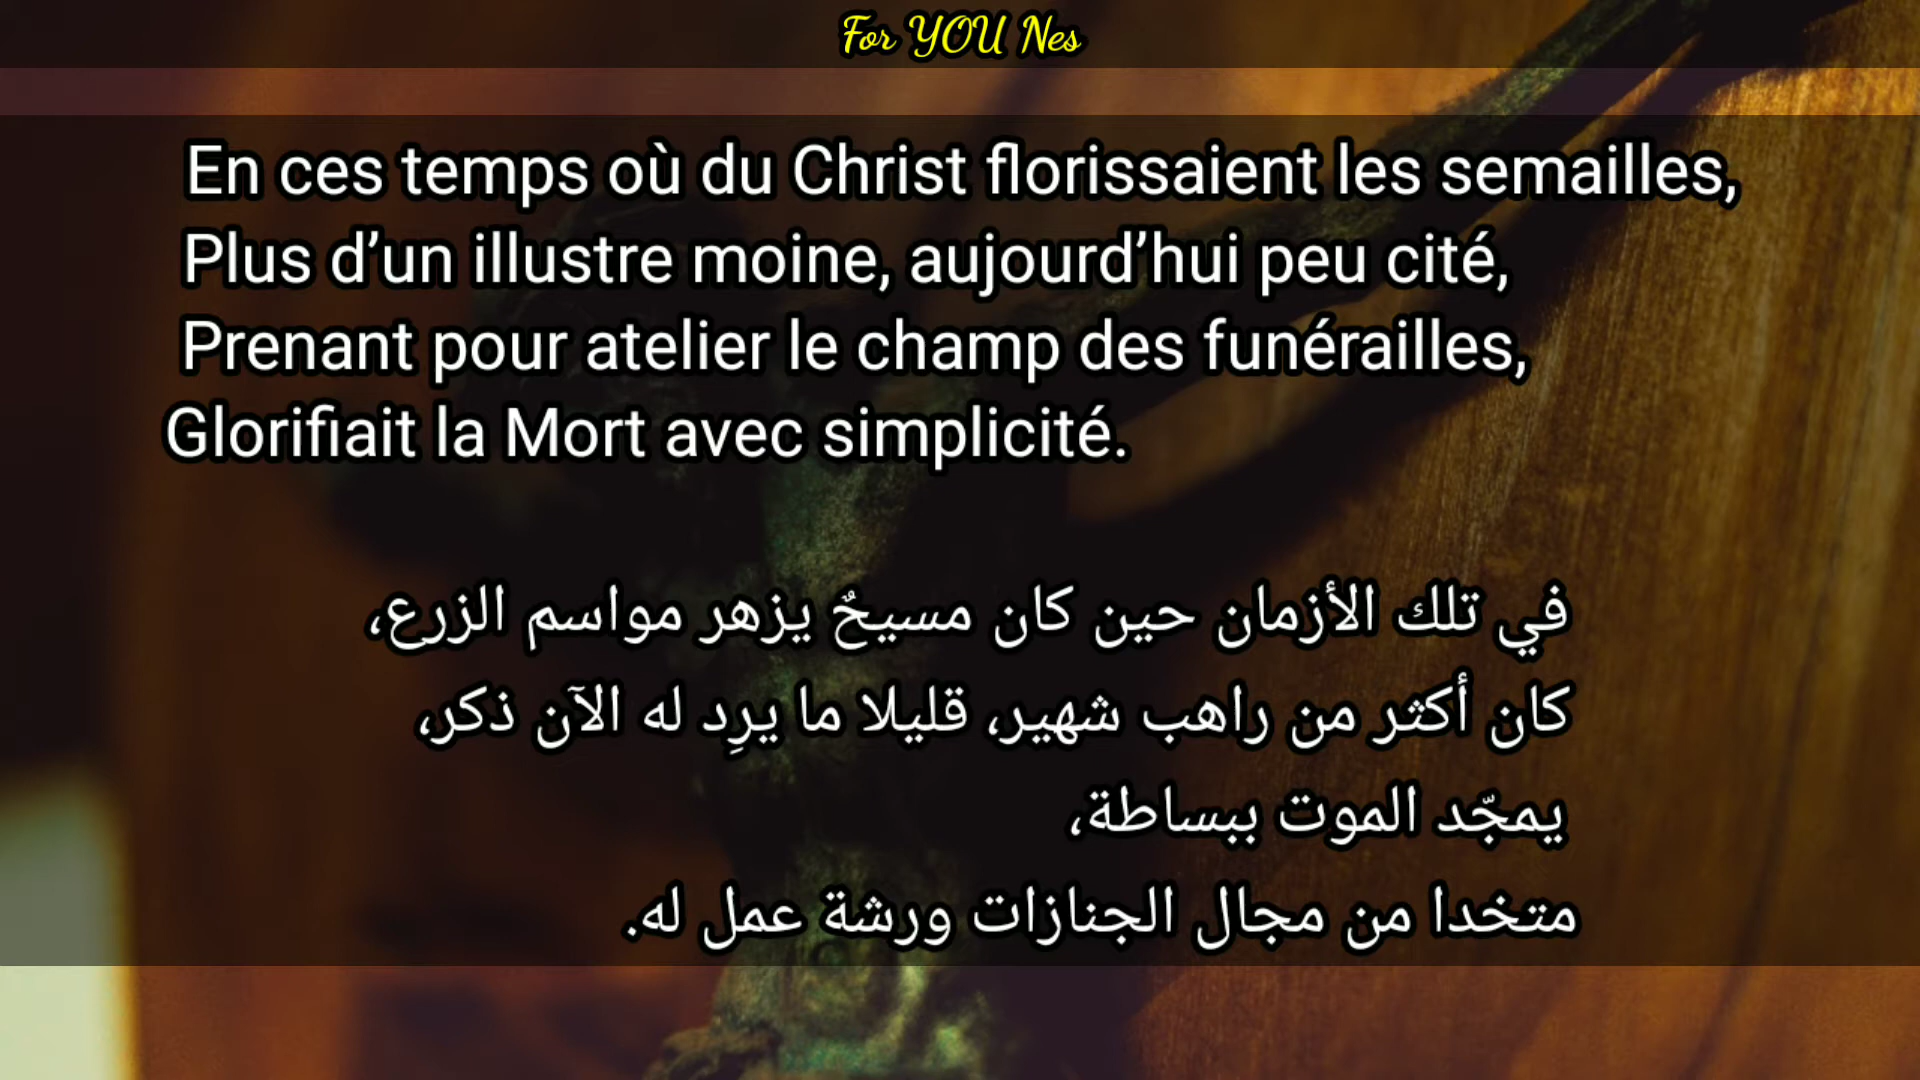 For YOU Nes
En ces temps où du Christ florissaient les semailles,
Plus d’un illustre moine, aujourd’hui peu cité,
Prenant pour atelier le champ des funérailles,
Glorifiait la Mort avec simplicité.
في تلك الأزمان حين كان مسيحٌ يزهر مواسم الزرع،
كان أكثر من راهب شهير، قليلا ما يرِد له الآن ذكر،
يمجّد الموت ببساطة،
متخدا من مجال الجنازات ورشة عمل له.